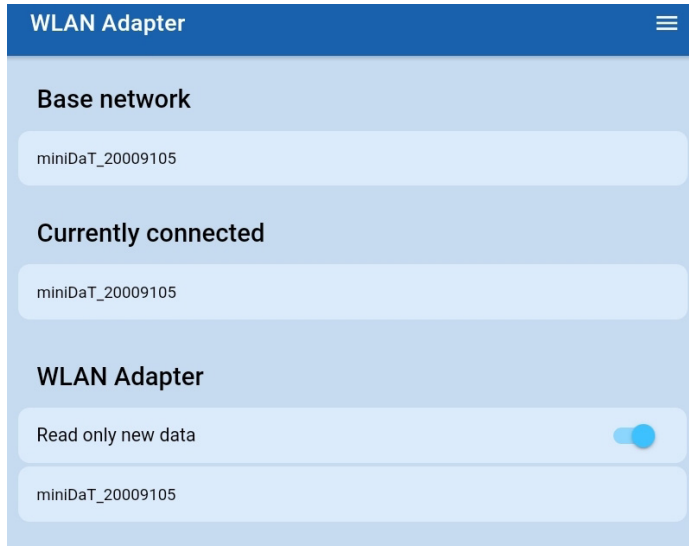 WLAN Adapter
Base network
miniDaT_20009105
Currently connected
miniDaT_20009105
WLAN Adapter
Read only new data
miniDaT_20009105